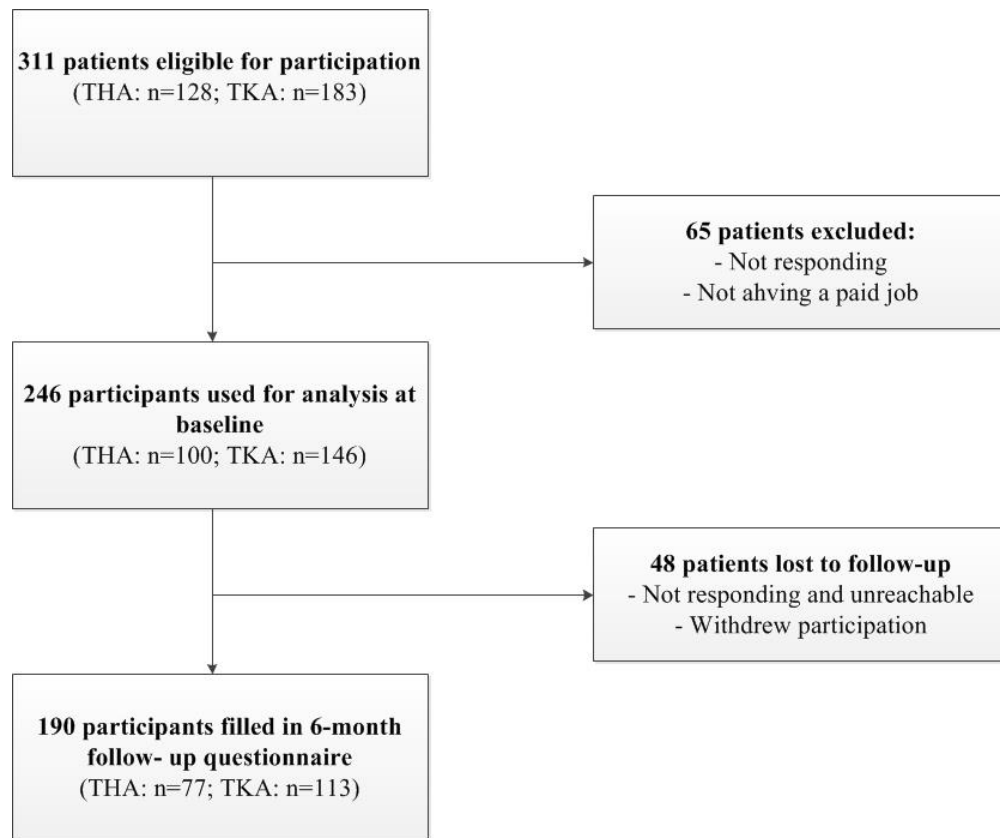 311 patients eligible for participation
(THA: n=128; TKA: n=183)
65 patients excluded:
- Not responding
- Not ahving a paid job
246 participants used for analysis at
baseline
(THA: n=100; TKA: n=146)
48 patients lost to follow-up
- Not responding and unreachable
- Withdrew participation
190 participants filled in 6-month
follow- up questionnaire
(THA: n=77; TKA: n=113)